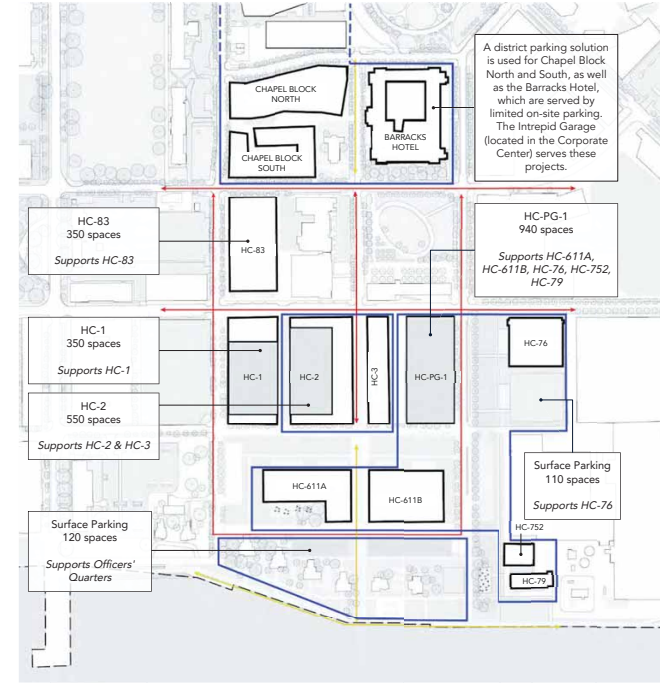 CHAPEL BLOCK
NORTH
CHAPEL BLOCK
SOUTH
BARRACKS
HOTEL
A district parking solution
is used for Chapel Block
North and South, as well
as the Barracks Hotel,
which are served by
limited on-site parking.
The Intrepid Garage
(located in the Corporate
Center) serves these
projects.
HC-83
350 spaces
Supports HC-83
HC-83
HC-PG-1
940 spaces
Supports HC-611A,
HC-611B, HC-76, HC-752,
HC-79
HC-1
350 spaces
Supports HC-1
HC-2
550 spaces
Supports HC-2 & HC-3
HC-1
HC-2
HC-3
HC-PG-1
HC-76
Surface Parking
110 spaces
Supports HC-76
HC-611A
HC-611B
HC-752
HC-79
Surface Parking
120 spaces
Supports Officers'
Quarters